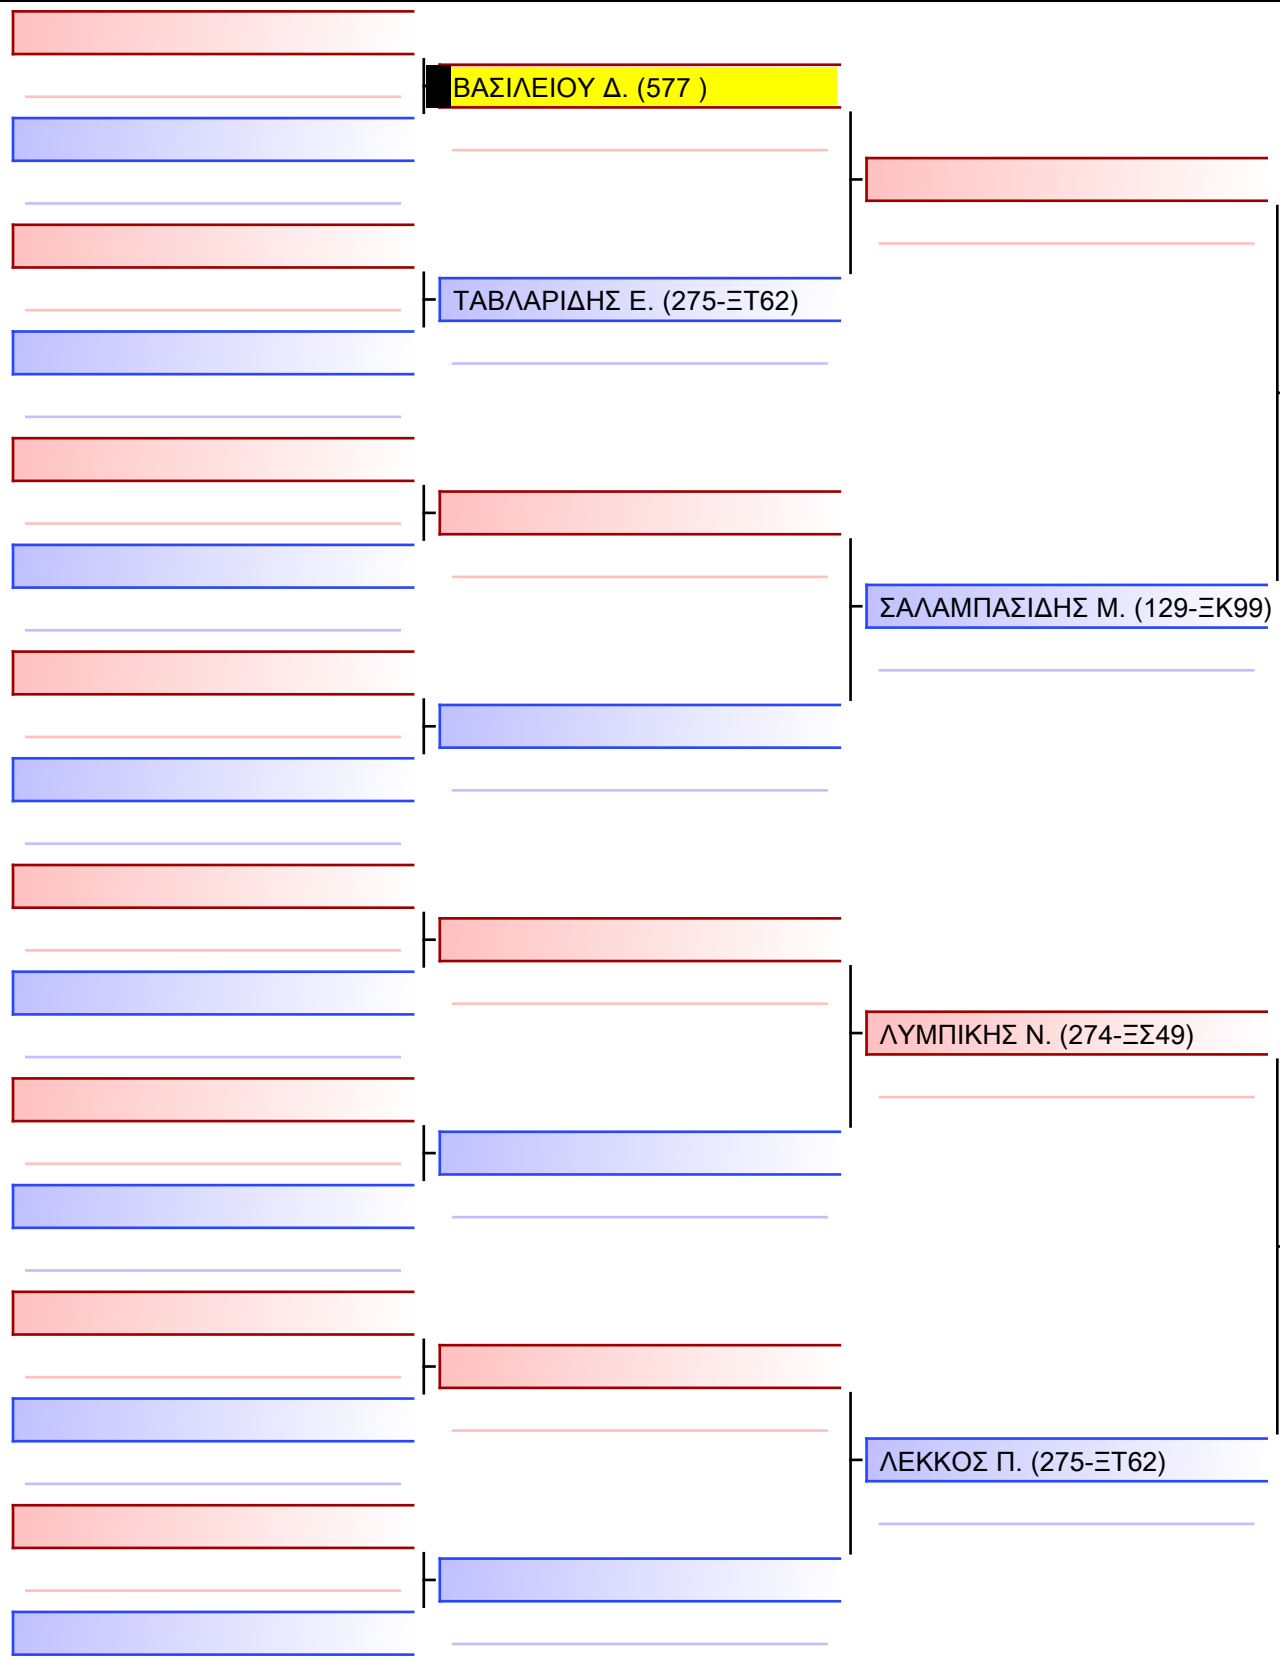 ΒΑΣΙΛΕΙΟΥ Δ. (577 )
ΤΑΒΛΑΡΙΔΗΣ Ε. (275-ΞΤ62)
ΣΑΛΑΜΠΑΣΙΔΗΣ Μ. (129-ΞΚ99)
ΛΥΜΠΙΚΗΣ Ν. (274-ΞΣ49)
ΛΕΚΚΟΣ Π. (275-ΞΤ62)